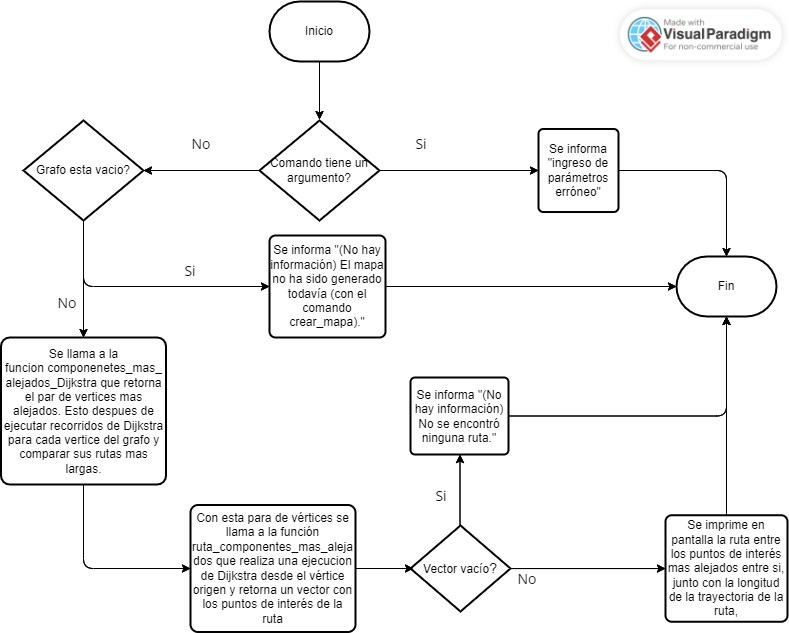 Inicio
Made with
VisualParadigm
For non-commercial use
No
Si
Grafo esta vacio?
Comando tiene un
argumento?
Se informa
"ingreso de
parámetros
erróneo"
Se informa "(No hay
información) El mapa
no ha sido generado
todavía (con el
comando
crear_mapa)."
Si
Fin
No
Se llama a la
funcion componenetes_mas_
alejados_Dijkstra que retorna
el par de vertices mas
alejados. Esto despues de
ejecutar recorridos de Dijkstra
para cada vertice del grafo y
comparar sus rutas mas
largas.
Se informa "(No
hay información)
No se encontró
ninguna ruta."
Si
Con esta para de vértices se
llama a la función
ruta_componentes_mas_aleja
dos que realiza una ejecucion
de Dijkstra desde el vértice
origen y retorna un vector con
los puntos de interés de la
ruta
Vector vacío?
No
Se imprime en
pantalla la ruta entre
los puntos de interés
mas alejados entre si,
junto con la longitud
de la trayectoria de la
ruta,